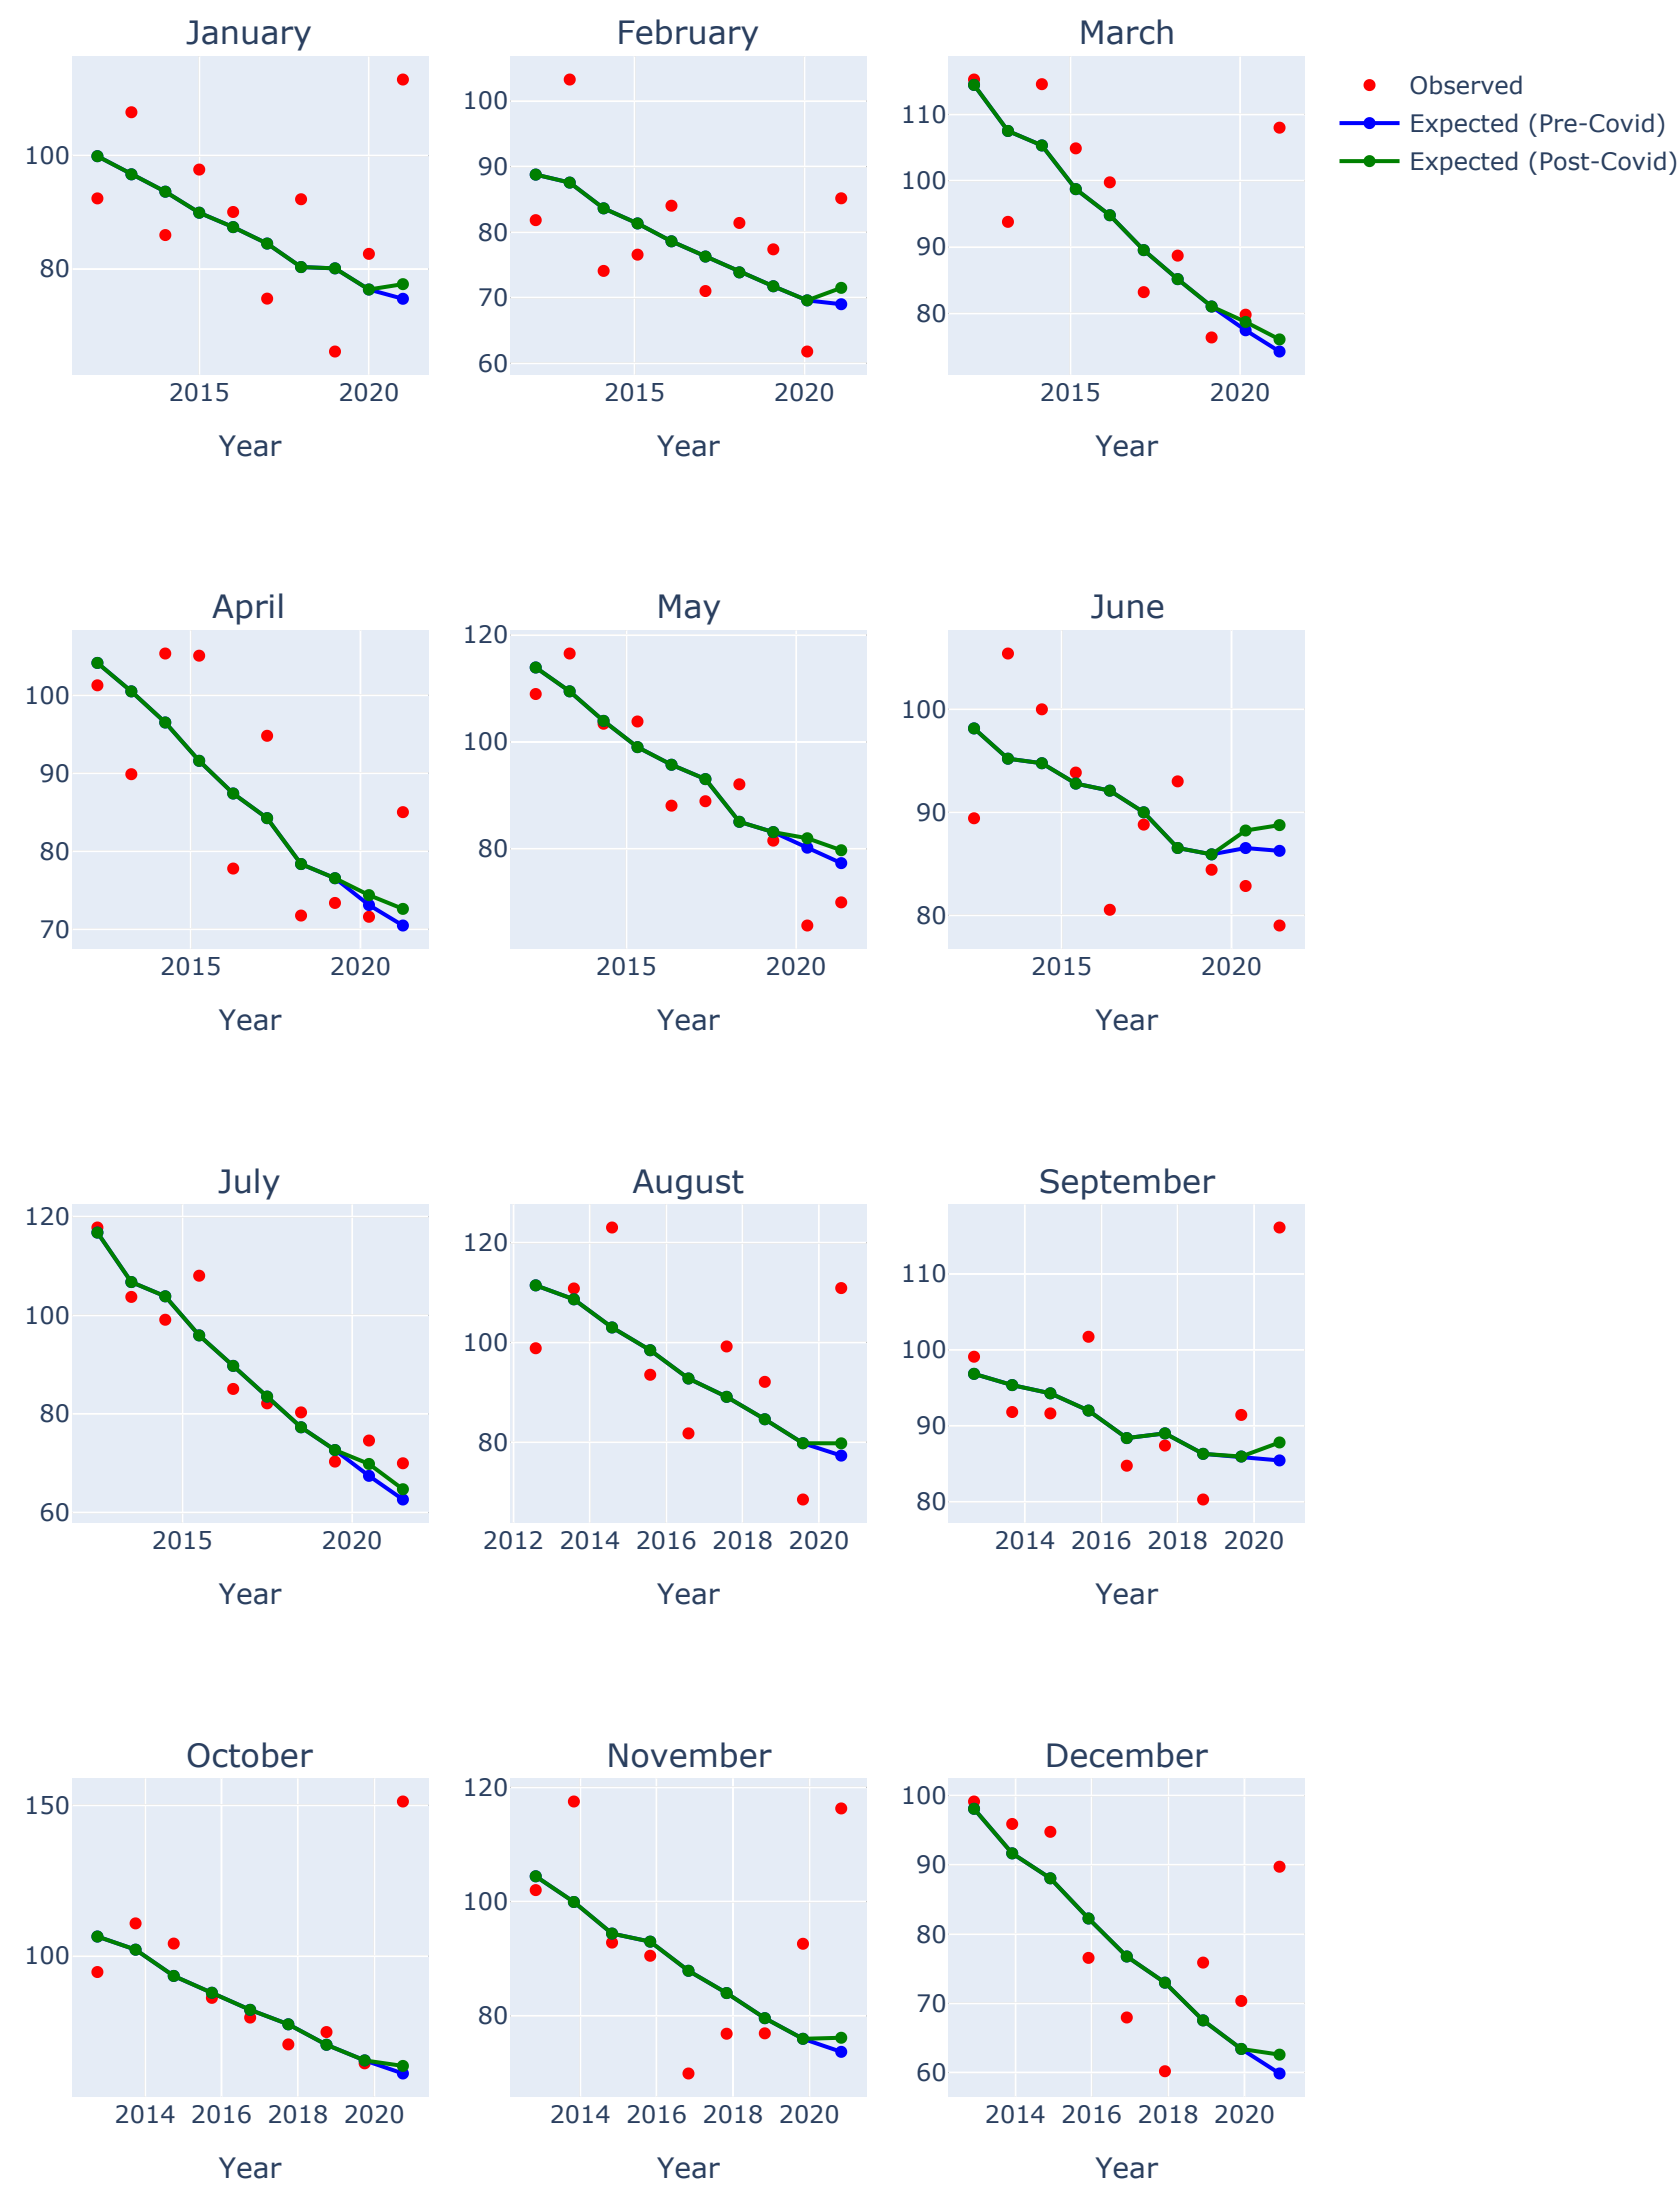 January
February
March
100
80
2015
2020
Year
100
90
80
70
60
2015
2020
Year
110
100
90
80
2015
2020
Year
Observed
Expected (Pre-Covid)
Expected (Post-Covid)
April
May
June
100
90
80
70
2015
2020
Year
120
100
80
2015
2020
Year
100
90
80
2015
2020
Year
July
August
September
120
100
80
60
2015
2020
Year
120
100
80
2012
2014
2016
2018
2020
Year
110
100
90
80
2014
2016
2018
2020
Year
October
November
December
150
100
2014
2016
2018
2020
Year
120
100
80
2014
2016
2018
2020
Year
100
90
80
70
60
2014
2016
2018
2020
Year